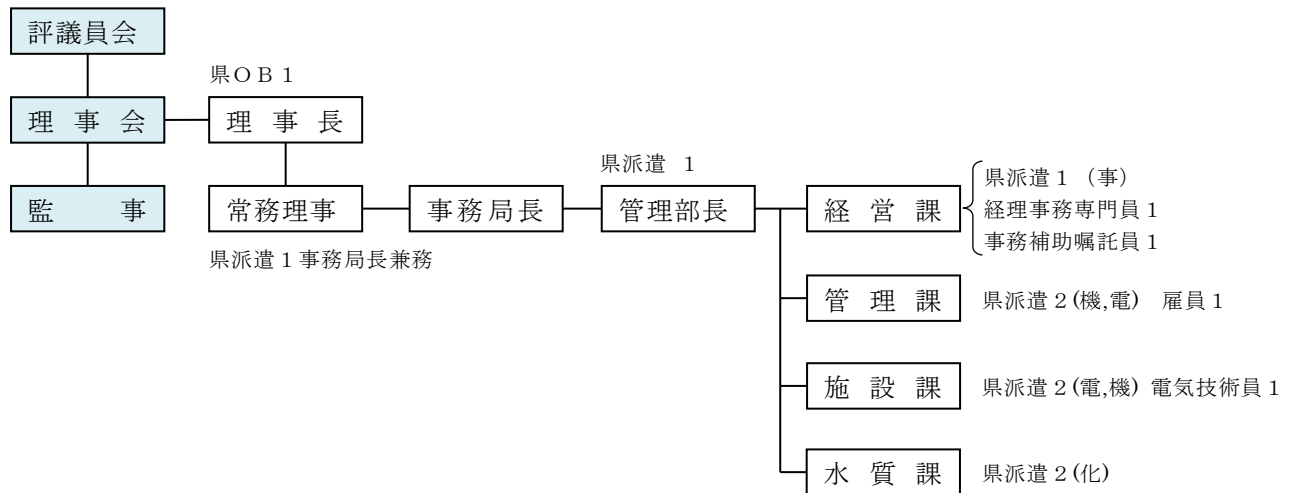 評議員会
県ＯＢ１
理事会
理事長
県派遣 １
監事
常務理事
事務局長
管理部長
経営課
県派遣１（事）
経理事務専門員１
事務補助嘱託員１
県派遣１事務局長兼務
管理課
県派遣２(機,電) 雇員１
施設課
県派遣２(電,機) 電気技術員１
水質課
県派遣２(化)